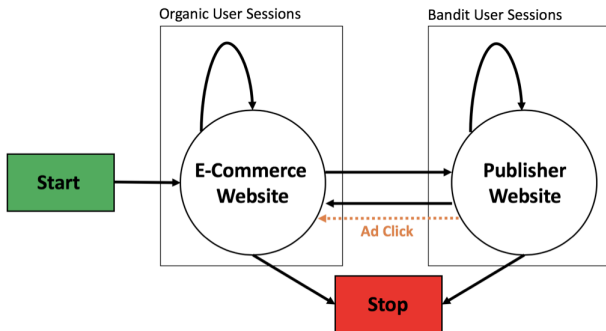 Organic User Sessions
Bandit User Sessions
Start
E-Commerce
Website
Publisher
Website
Ad Click
Stop